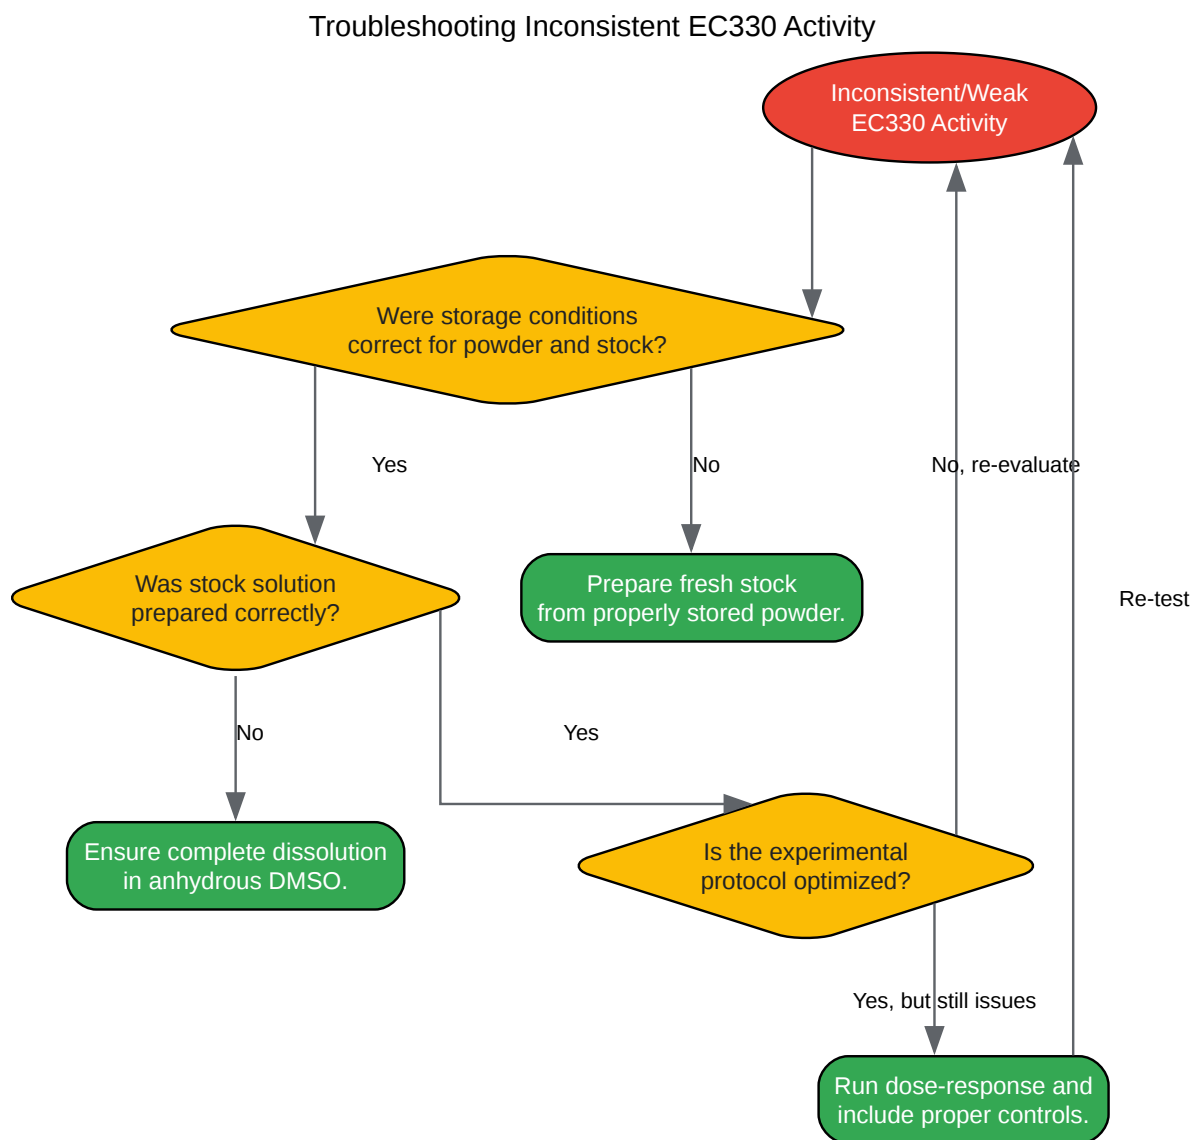 Troubleshooting Inconsistent EC330 Activity
Inconsistent/Weak
EC330 Activity
Were storage conditions
correct for powder and stock?
Yes
No
No, re-evaluate
Was stock solution
prepared correctly?
Prepare fresh stock
from properly stored powder.
Re-test
No
Yes
Ensure complete dissolution
in anhydrous DMSO.
Is the experimental
protocol optimized?
Yes, but still issues
Run dose-response and
include proper controls.